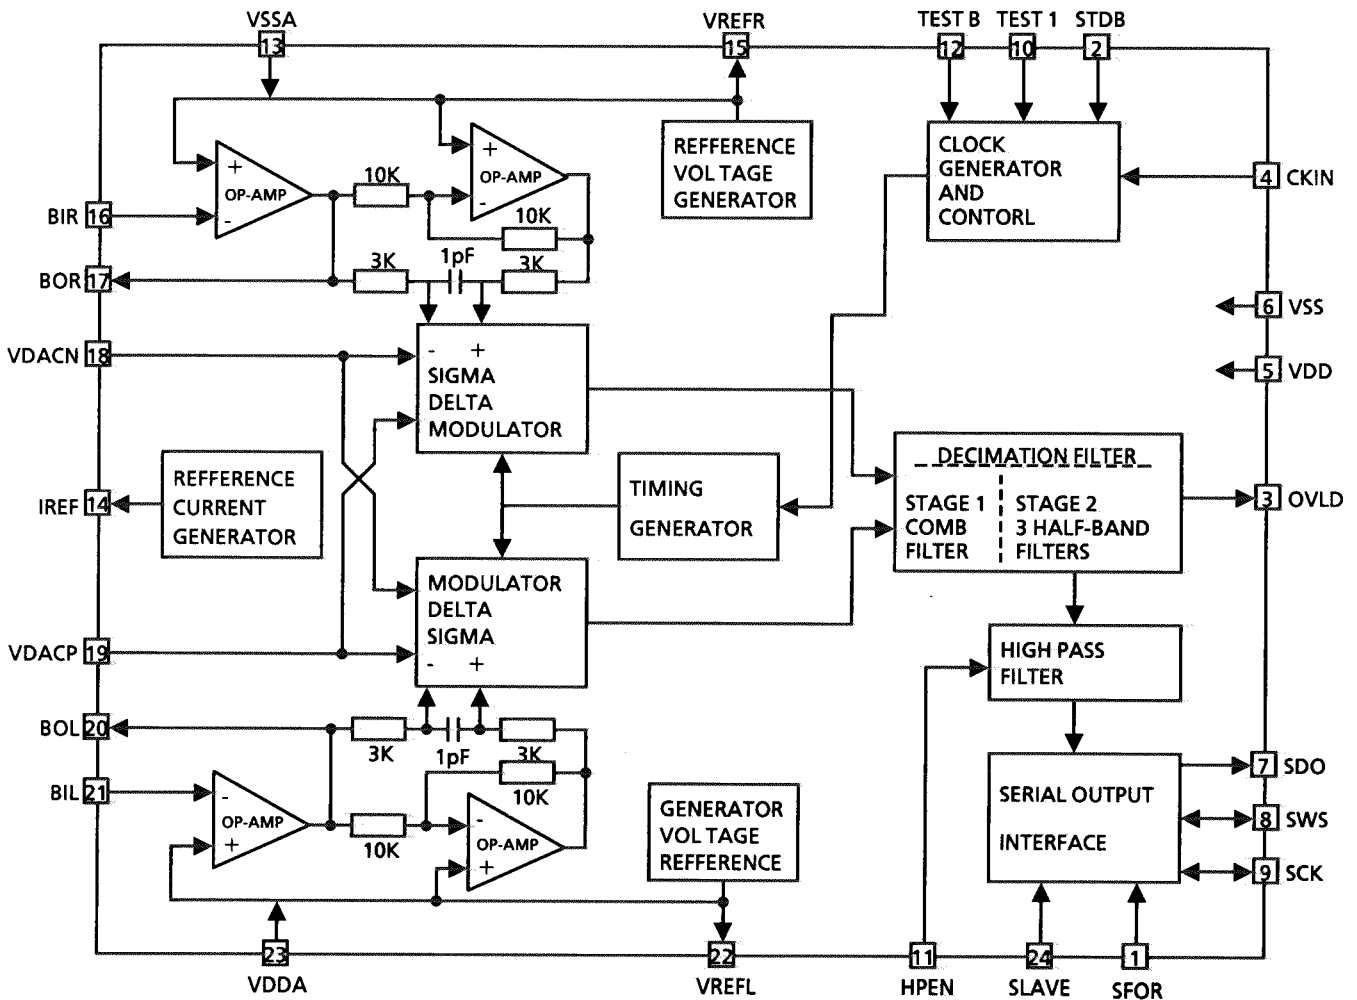 VSSA
13
VREFR
15
TEST B
12
TEST 1
10
STDB
2
+
OP-AMP
-
+
OP-AMP
-
10K
10K
REFFERENCE
VOLTAGE
GENERATOR
CLOCK
GENERATOR
AND
CONTORL
4 CKIN
BIR 16
BOR 17
3K
1pF
3K
6 VSS
VDACN 18
- +
SIGMA
DELTA
MODULATOR
5 VDD
DECIMATION FILTER
STAGE 1
COMB
FILTER
STAGE 2
3 HALF-BAND
FILTERS
3 OVLD
IREF 14
REFFERENCE
CURRENT
GENERATOR
TIMING
GENERATOR
MODULATOR
DELTA
SIGMA
- +
VDACP 19
HIGH PASS
FILTER
BOL 20
3K
1pF
3K
BIL 21
-
OP-AMP
+
10K
10K
-
OP-AMP
+
GENERATOR
VOLTAGE
REFFERENCE
SERIAL OUTPUT
INTERFACE
7 SDO
8 SWS
9 SCK
23
VDDA
22
VREFL
11
HPEN
24
SLAVE
1
SFOR